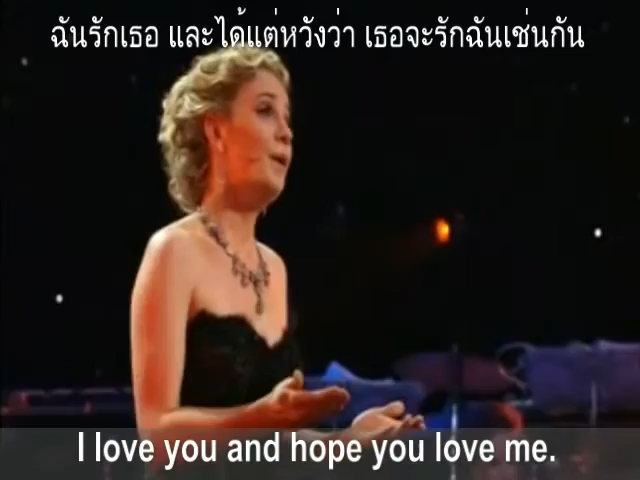 ฉันรักเธอ และได้แต่หวังว่า เธอจะรักฉันเช่นกัน
I love you and hope you love me.